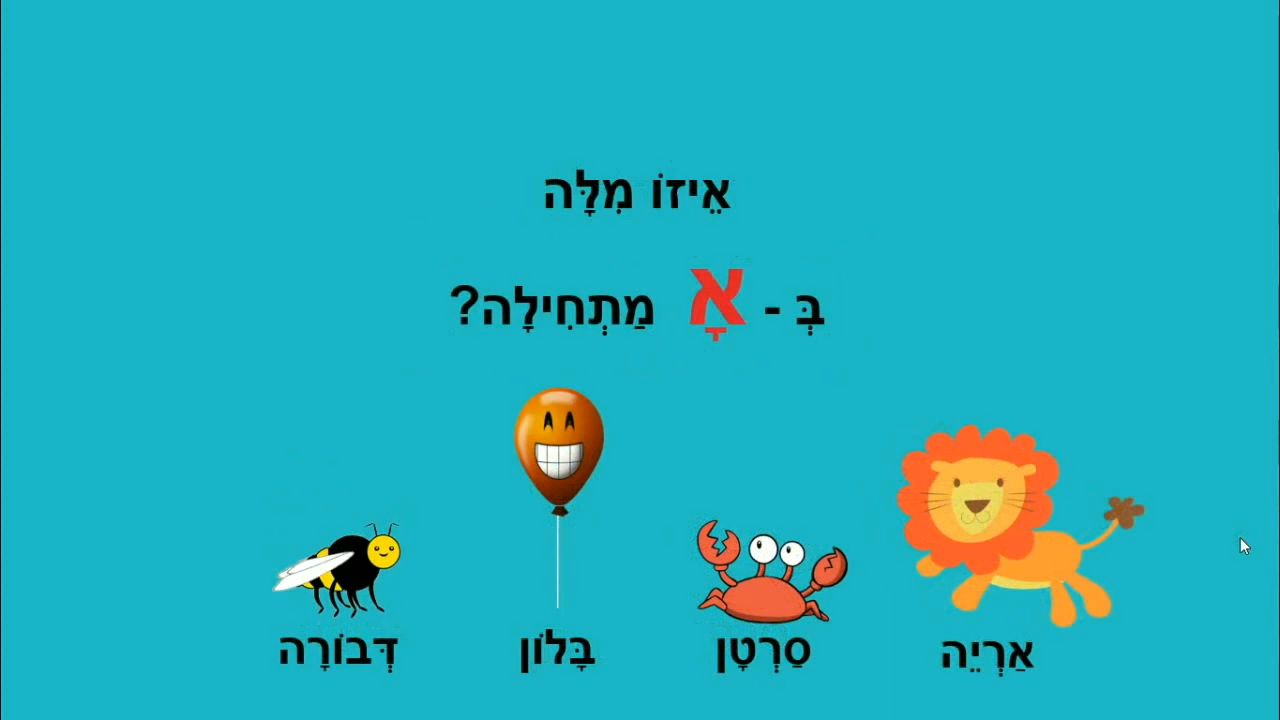 אֵיזוֹ מִלָּה
בְּ - אָ מַתְחִילָה?
אַרְיֵה סַרְטָן בָּלוֹן דְּבוֹרָה